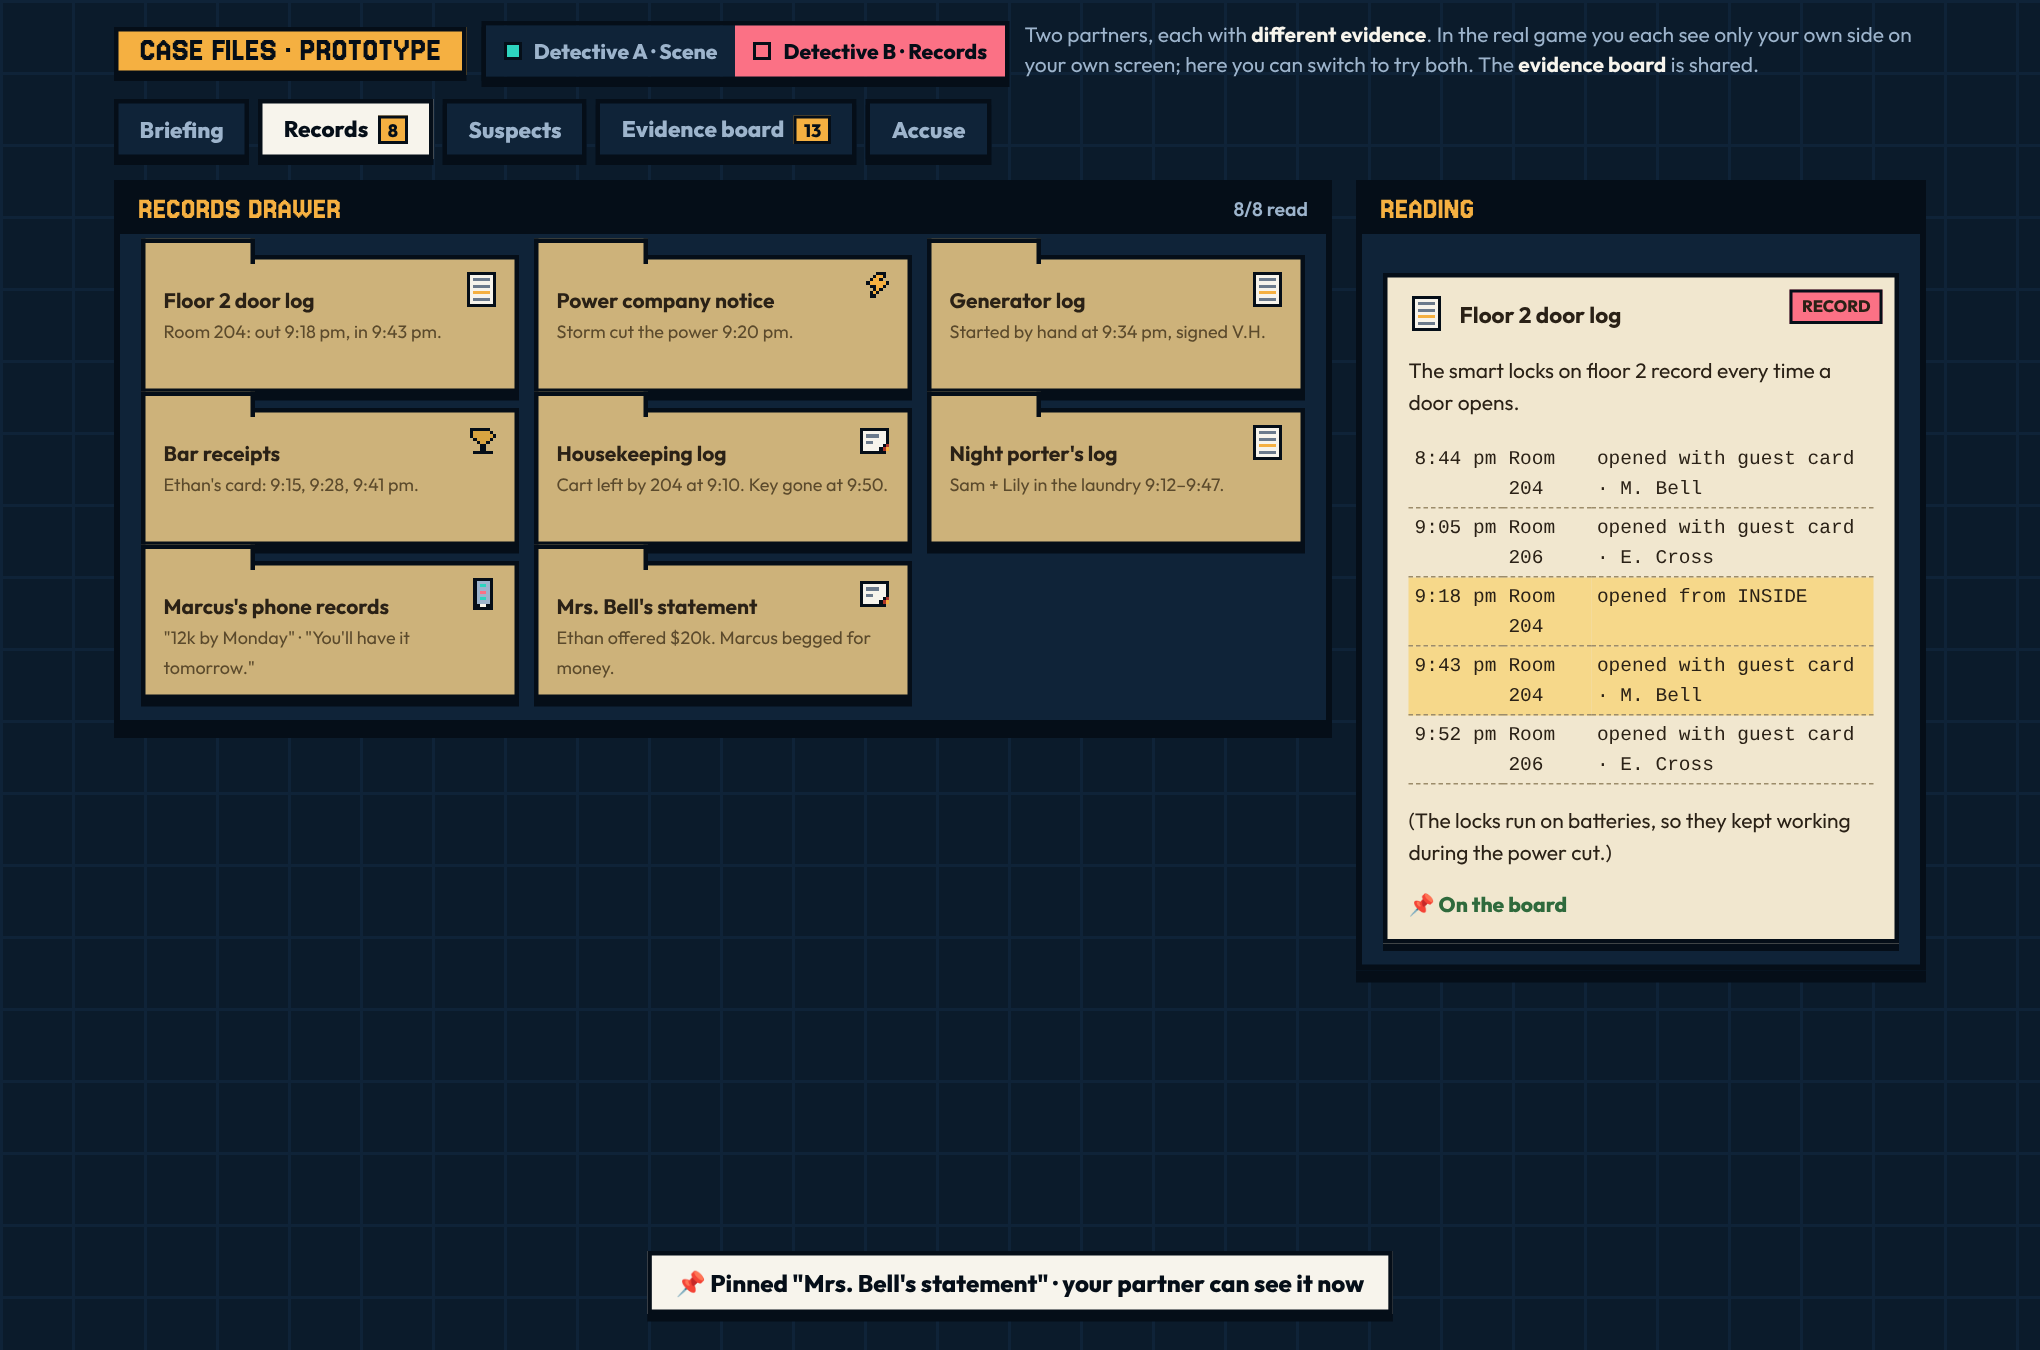 CASE FILES · PROTOTYPE
Detective A · Scene
Detective B · Records
Two partners, each with different evidence. In the real game you each see only your own side on
your own screen; here you can switch to try both. The evidence board is shared.
Briefing
Records 8
Suspects
Evidence board 13
Accuse
RECORDS DRAWER
8/8 read
Floor 2 door log
Room 204: out 9:18 pm, in 9:43 pm.
Power company notice
Storm cut the power 9:20 pm.
Generator log
Started by hand at 9:34 pm, signed V.H.
Bar receipts
Ethan's card: 9:15, 9:28, 9:41 pm.
Housekeeping log
Cart left by 204 at 9:10. Key gone at 9:50.
Night porter's log
Sam + Lily in the laundry 9:12–9:47.
Marcus's phone records
"12k by Monday" · "You'll have it
tomorrow."
Mrs. Bell's statement
Ethan offered $20k. Marcus begged for
money.
READING
Floor 2 door log
RECORD
The smart locks on floor 2 record every time a
door opens.
8:44 pm Room opened with guest card
204 · M. Bell
9:05 pm Room opened with guest card
206 · E. Cross
9:18 pm Room opened from INSIDE
204
9:43 pm Room opened with guest card
204 · M. Bell
9:52 pm Room opened with guest card
206 · E. Cross
(The locks run on batteries, so they kept working
during the power cut.)
📌 On the board
📌 Pinned "Mrs. Bell's statement" · your partner can see it now